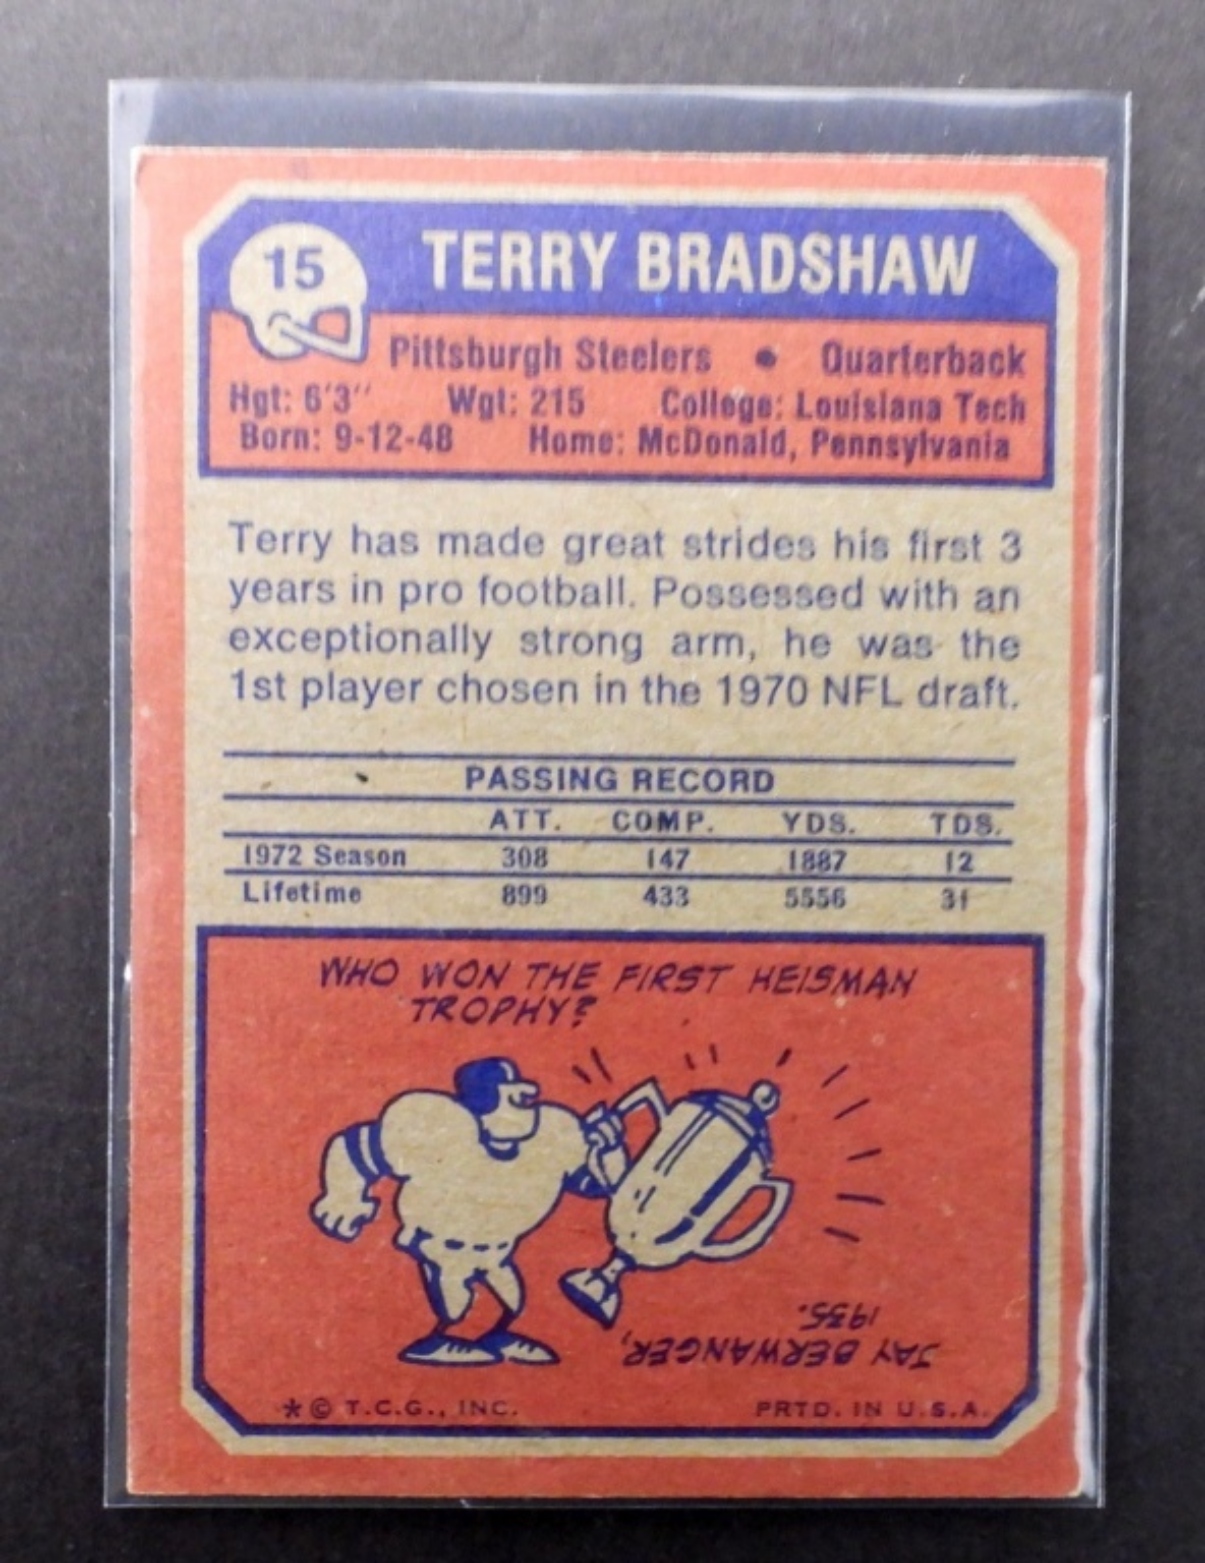 15
TERRY BRADSHAW
Pittsburgh Steelers • Quarterback
Hgt: 6'3'' Wgt: 215 College: Louisiana Tech
Born: 9-12-48 Home: McDonald, Pennsylvania
Terry has made great strides his first 3
years in pro football. Possessed with an
exceptionally strong arm, he was the
1st player chosen in the 1970 NFL draft.
PASSING RECORD
ATT. COMP. YDS. TDS.
1972 Season 308 147 1887 12
Lifetime 899 433 5556 31
WHO WON THE FIRST HEISMAN
TROPHY?
JAY BERWANGER,
1935.
* © T.C.G., INC. PRTD. IN U.S.A.